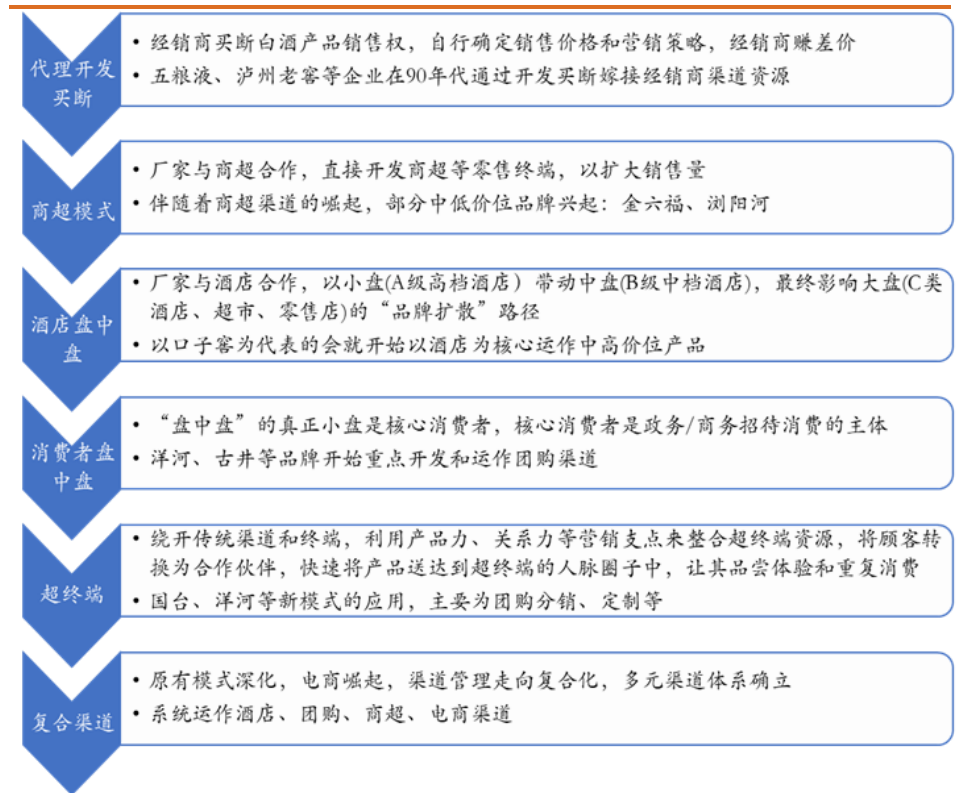 代理开发
买断
• 经销商买断白酒产品销售权，自行确定销售价格和营销策略，经销商赚差价
• 五粮液、泸州老窖等企业在90年代通过开发买断嫁接经销商渠道资源
商超模式
• 厂家与商超合作，直接开发商超等零售终端，以扩大销售量
• 伴随着商超渠道的崛起，部分中低价位品牌兴起：金六福、浏阳河
酒店盘中
盘
• 厂家与酒店合作，以小盘(A级高档酒店）带动中盘(B级中档酒店)，最终影响大盘(C类
酒店、超市、零售店)的“品牌扩散”路径
• 以口子窖为代表的会就开始以酒店为核心运作中高价位产品
消费者盘
中盘
• “盘中盘”的真正小盘是核心消费者，核心消费者是政务/商务招待消费的主体
• 洋河、古井等品牌开始重点开发和运作团购渠道
超终端
• 绕开传统渠道和终端，利用产品力、关系力等营销支点来整合超终端资源，将顾客转
换为合作伙伴，快速将产品送达到超终端的人脉圈子中，让其品尝体验和重复消费
• 国台、洋河等新模式的应用，主要为团购分销、定制等
复合渠道
• 原有模式深化，电商崛起，渠道管理走向复合化，多元渠道体系确立
• 系统运作酒店、团购、商超、电商渠道